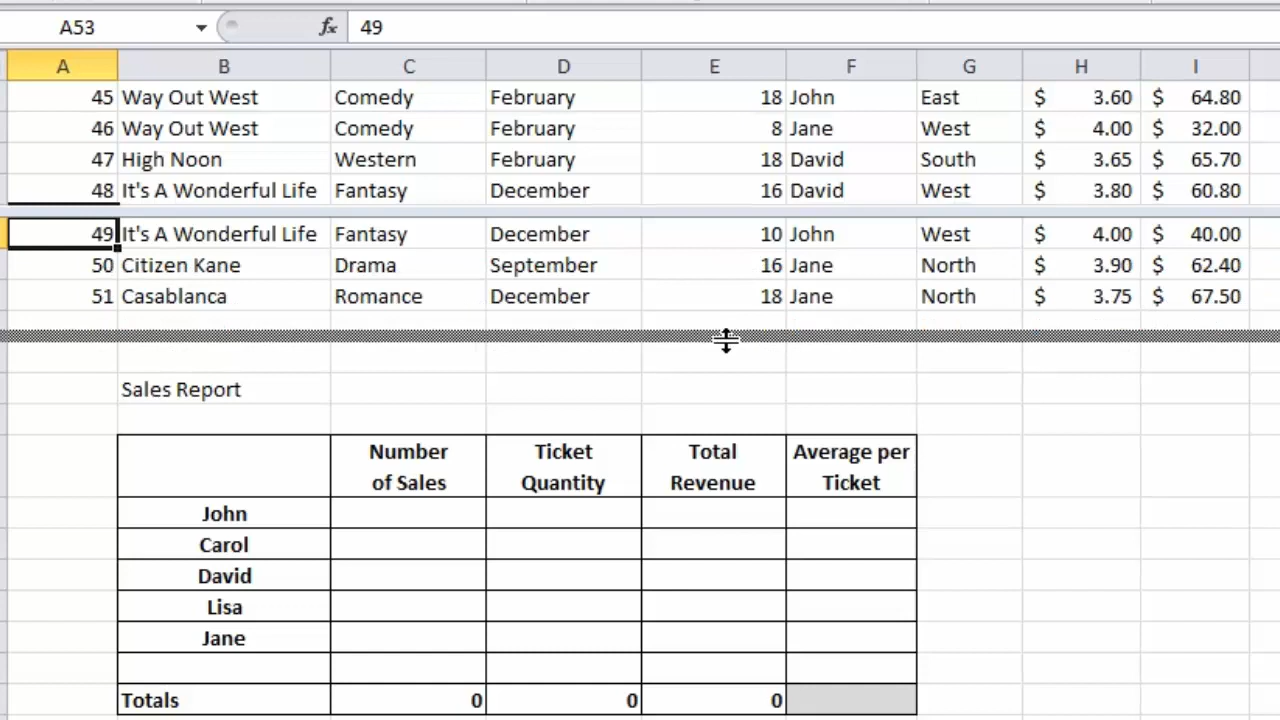 A53 fx 49
A B C D E F G H I
45 Way Out West Comedy February 18 John East $ 3.60 $ 64.80
46 Way Out West Comedy February 8 Jane West $ 4.00 $ 32.00
47 High Noon Western February 18 David South $ 3.65 $ 65.70
48 It's A Wonderful Life Fantasy December 16 David West $ 3.80 $ 60.80
49 It's A Wonderful Life Fantasy December 10 John West $ 4.00 $ 40.00
50 Citizen Kane Drama September 16 Jane North $ 3.90 $ 62.40
51 Casablanca Romance December 18 Jane North $ 3.75 $ 67.50
Sales Report
Number Ticket Total Average per
of Sales Quantity Revenue Ticket
John
Carol
David
Lisa
Jane
Totals 0 0 0